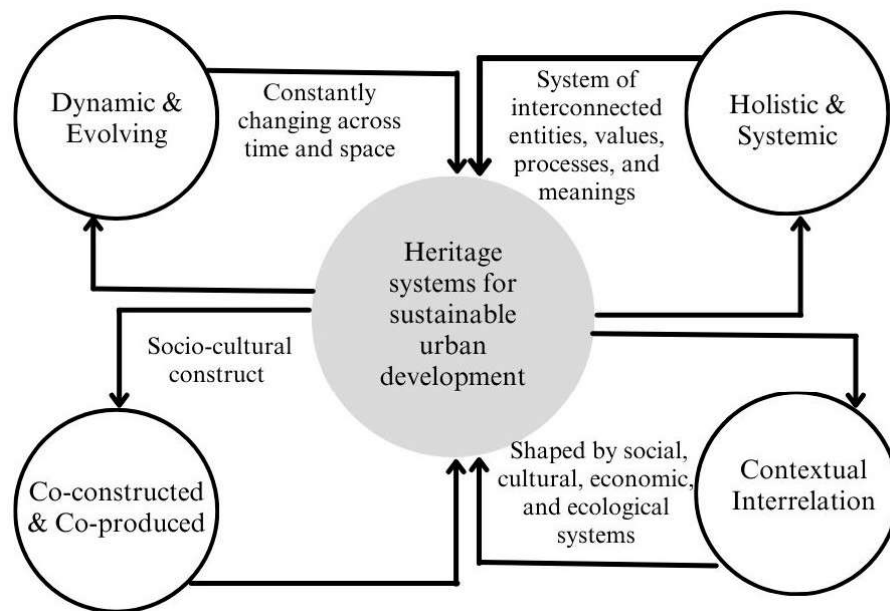 Dynamic &
Evolving
Constantly
changing across
time and space
System of
interconnected
entities, values,
processes, and
meanings
Holistic &
Systemic
Heritage
systems for
sustainable
urban
development
Socio-cultural
construct
Co-constructed
& Co-produced
Shaped by social,
cultural, economic,
and ecological
systems
Contextual
Interrelation